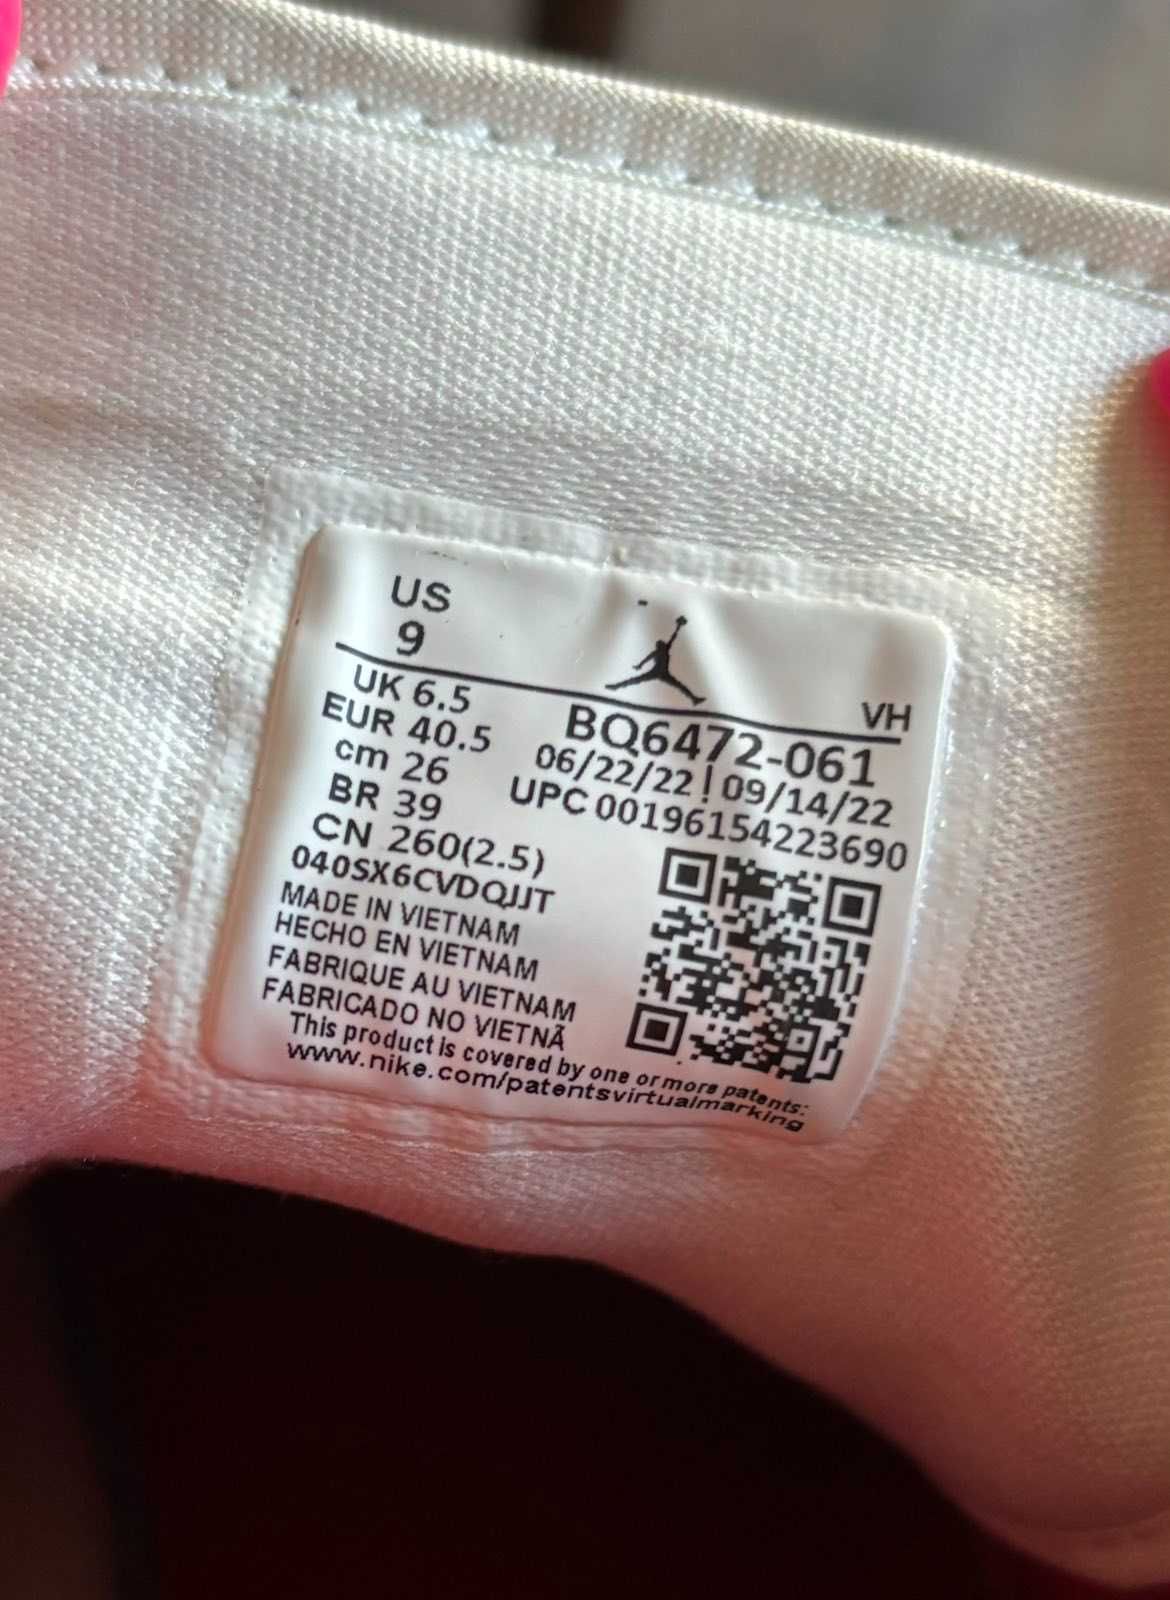 US
9
VH
UK 6.5
EUR 40.5
cm 26
BR 39
CN 260(2.5)
BQ6472-061
06/22/22 | 09/14/22
UPC 00196154223690
040SX6CVDQJJT
MADE IN VIETNAM
HECHO EN VIETNAM
FABRIQUE AU VIETNAM
FABRICADO NO VIETNÃ
This product is covered by one or more patents:
www.nike.com/patentsvirtualmarking